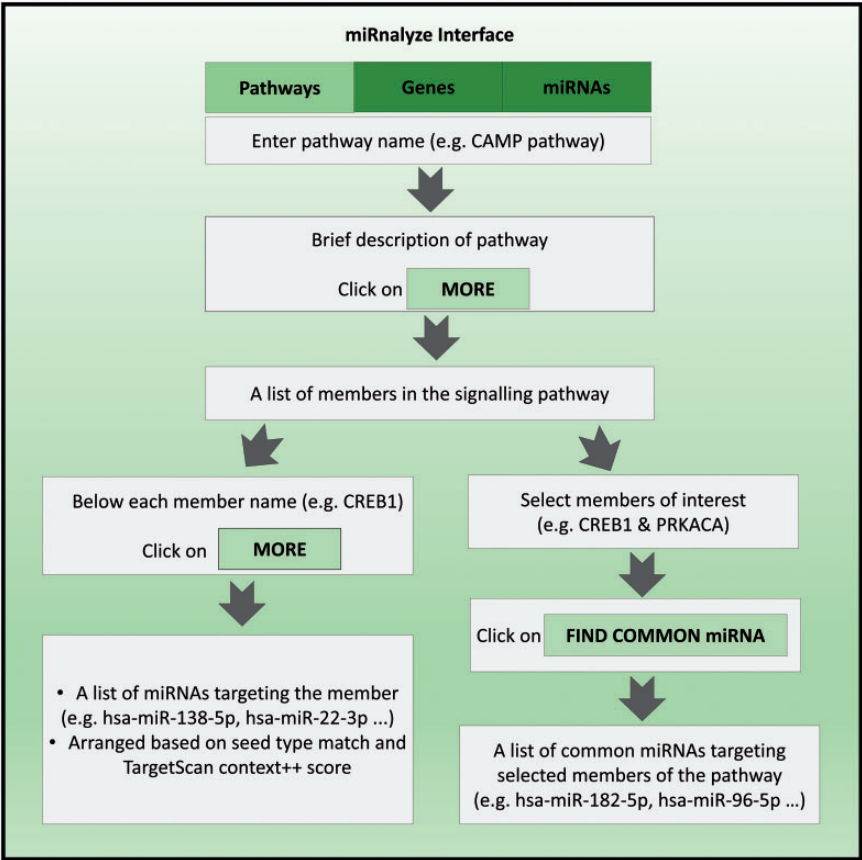 miRnalyze Interface
Pathways Genes miRNAs
Enter pathway name (e.g. CAMP pathway)
Brief description of pathway
Click on MORE
A list of members in the signalling pathway
Below each member name (e.g. CREB1)
Click on MORE
• A list of miRNAs targeting the member
(e.g. hsa-miR-138-5p, hsa-miR-22-3p ...)
• Arranged based on seed type match and
TargetScan context++ score
Select members of interest
(e.g. CREB1 & PRKACA)
Click on FIND COMMON miRNA
A list of common miRNAs targeting
selected members of the pathway
(e.g. hsa-miR-182-5p, hsa-miR-96-5p ...)